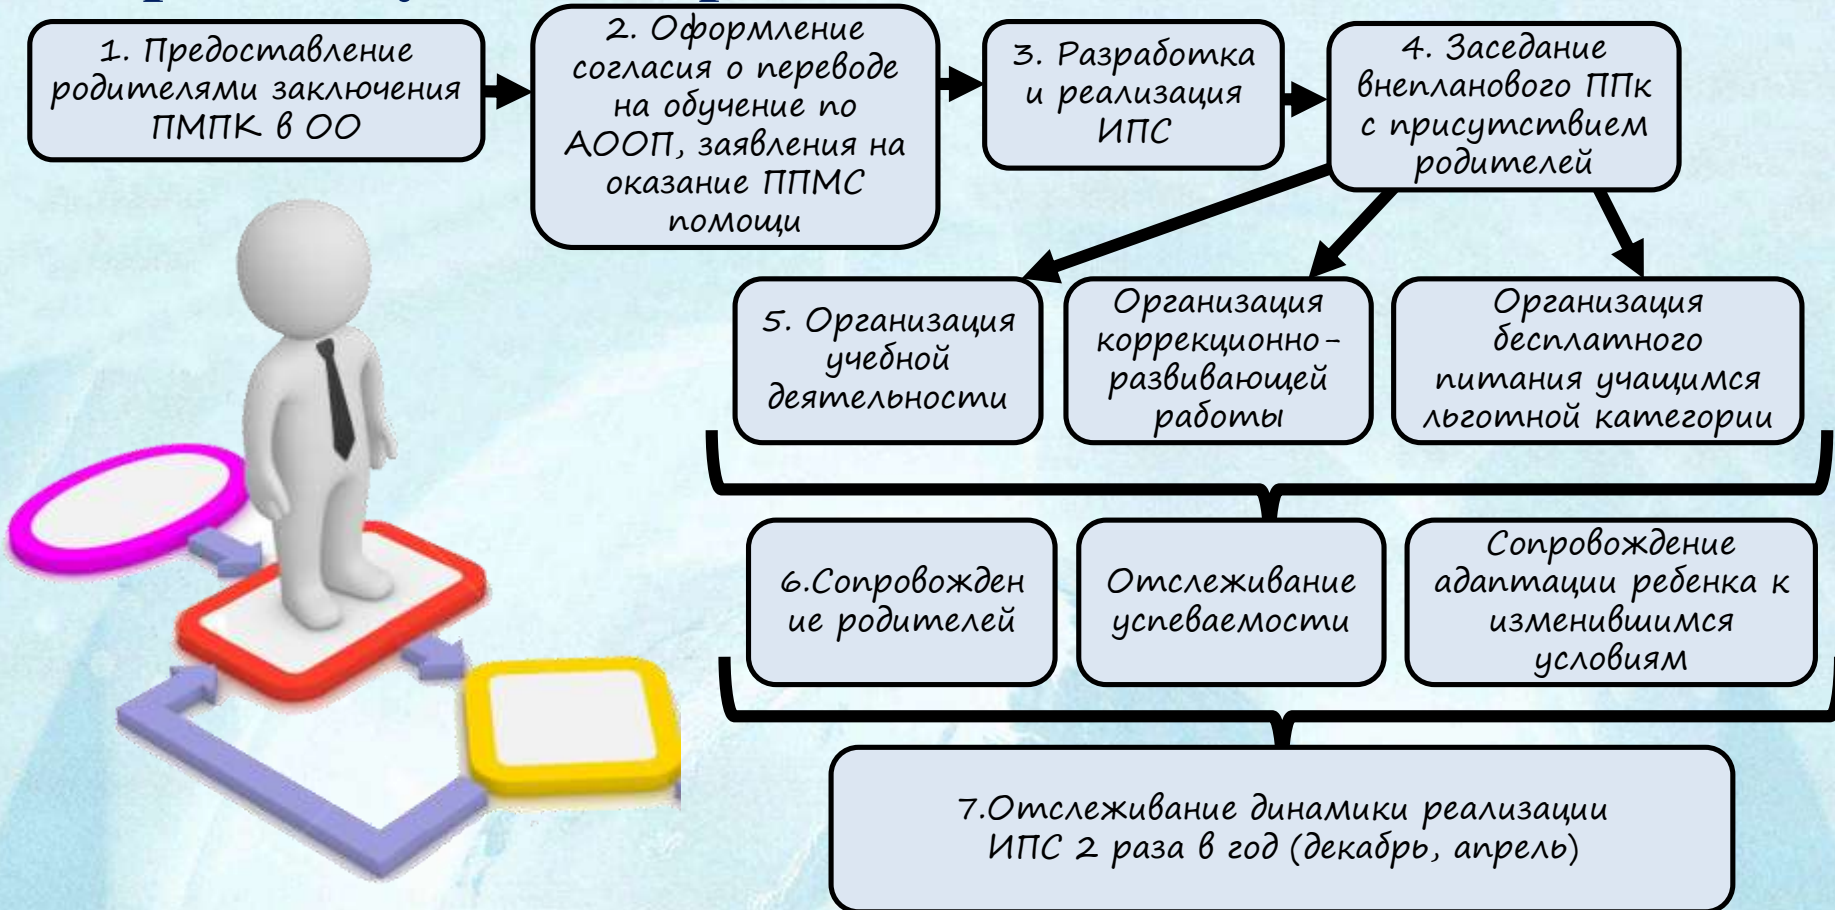 1. Предоставление
родителями заключения
ПМПК в ОО
2. Оформление
согласия о переводе
на обучение по
АООП, заявления на
оказание ППМС
помощи
3. Разработка
и реализация
ИПС
4. Заседание
внепланового ППк
с присутствием
родителей
5. Организация
учебной
деятельности
Организация
коррекционно-
развивающей
работы
Организация
бесплатного
питания учащимся
льготной категории
6.Сопровожден
ие родителей
Отслеживание
успеваемости
Сопровождение
адаптации ребенка к
изменившимся
условиям
7.Отслеживание динамики реализации
ИПС 2 раза в год (декабрь, апрель)